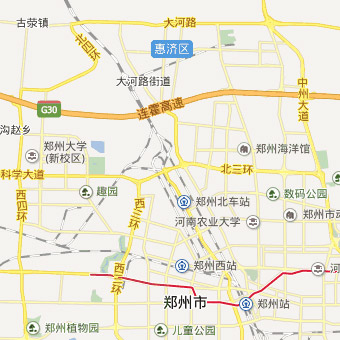 古荥镇
大河路
北四环
惠济区
大河路街道
中州大道
G30
连霍高速
沟赵乡
郑州大学
(新校区)
郑州海洋馆
北三环
科学大道
趣园
数码公园
西四环
西三环
郑州北车站
河南农业大学
郑州市动
郑州西站
西三环
郑州市
郑州站
郑州植物园
儿童公园